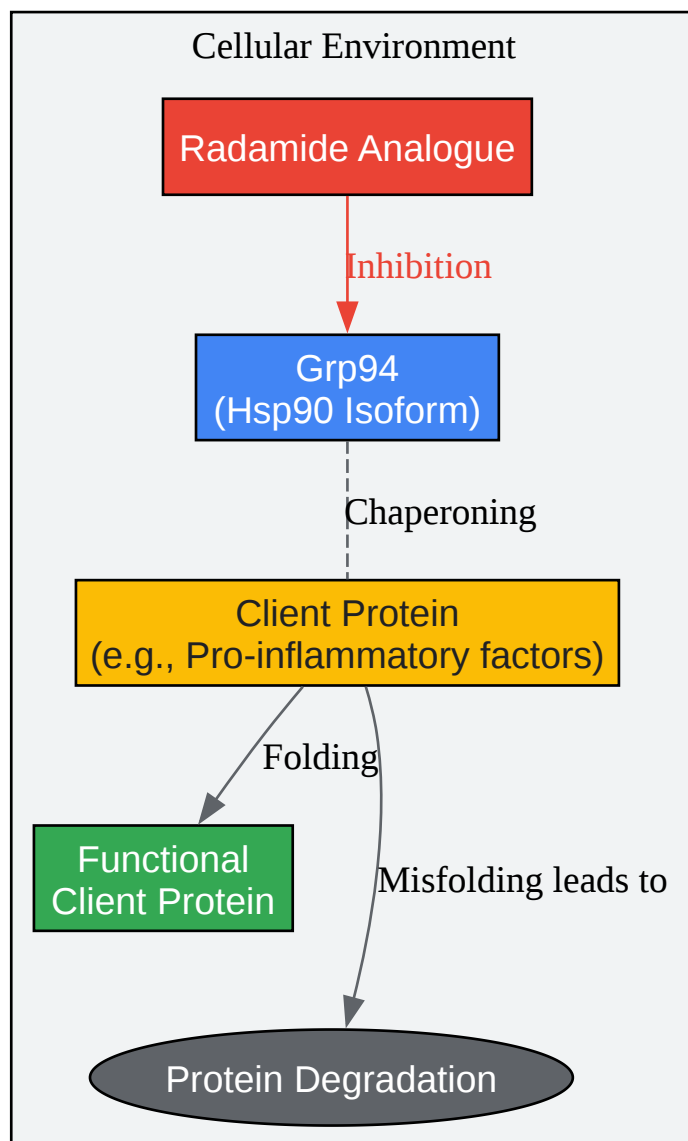 Cellular Environment
Radamide Analogue
Inhibition
Grp94
(Hsp90 Isoform)
Chaperoning
Client Protein
(e.g., Pro-inflammatory factors)
Folding
Functional
Client Protein
Misfolding leads to
Protein Degradation